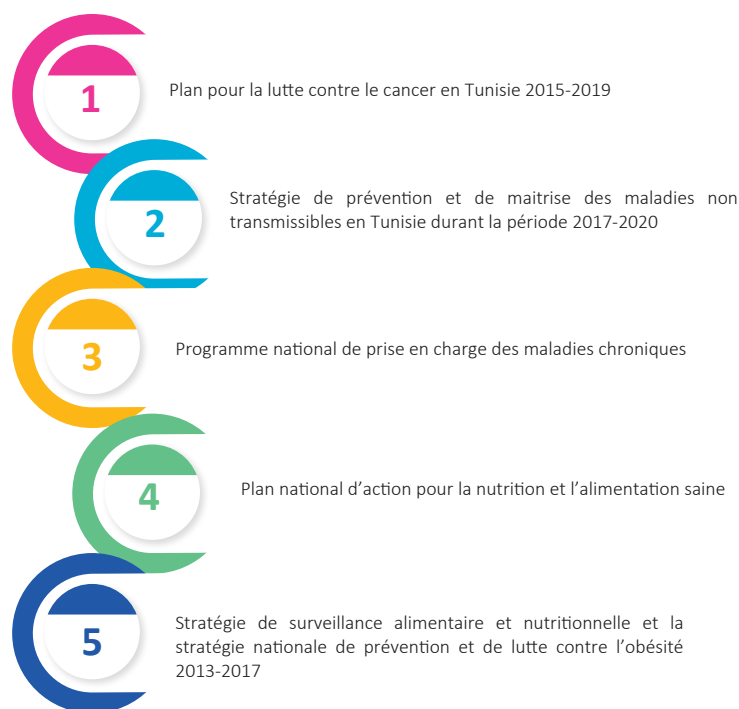 1
Plan pour la lutte contre le cancer en Tunisie 2015-2019
2
Stratégie de prévention et de maitrise des maladies non
transmissibles en Tunisie durant la période 2017-2020
3
Programme national de prise en charge des maladies chroniques
4
Plan national d’action pour la nutrition et l’alimentation saine
5
Stratégie de surveillance alimentaire et nutritionnelle et la
stratégie nationale de prévention et de lutte contre l’obésité
2013-2017